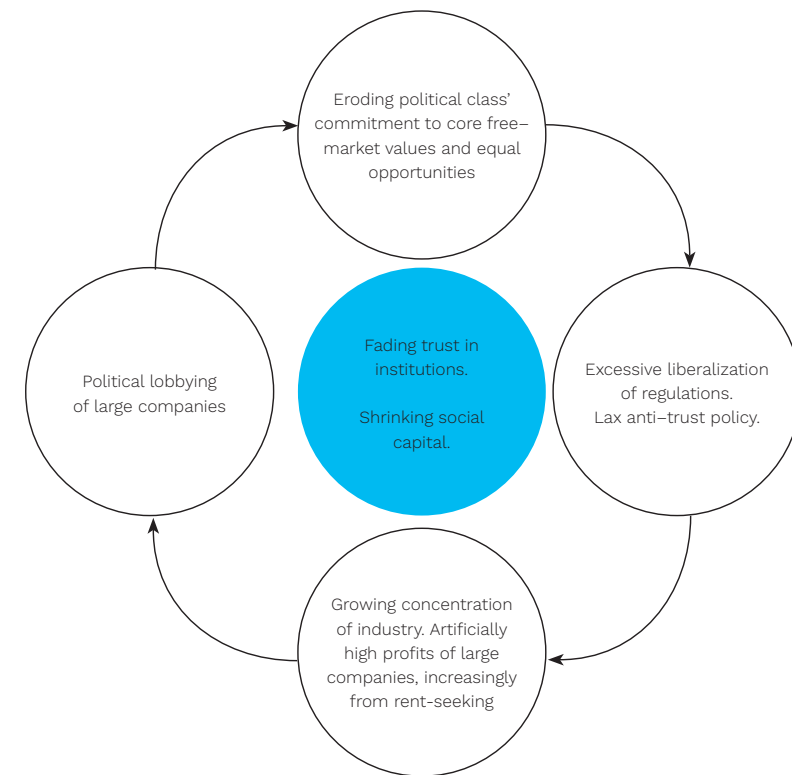 Eroding political class’
commitment to core free–
market values and equal
opportunities
Political lobbying
of large companies
Fading trust in
institutions.
Shrinking social
capital.
Excessive liberalization
of regulations.
Lax anti–trust policy.
Growing concentration
of industry. Artificially
high profits of large
companies, increasingly
from rent-seeking